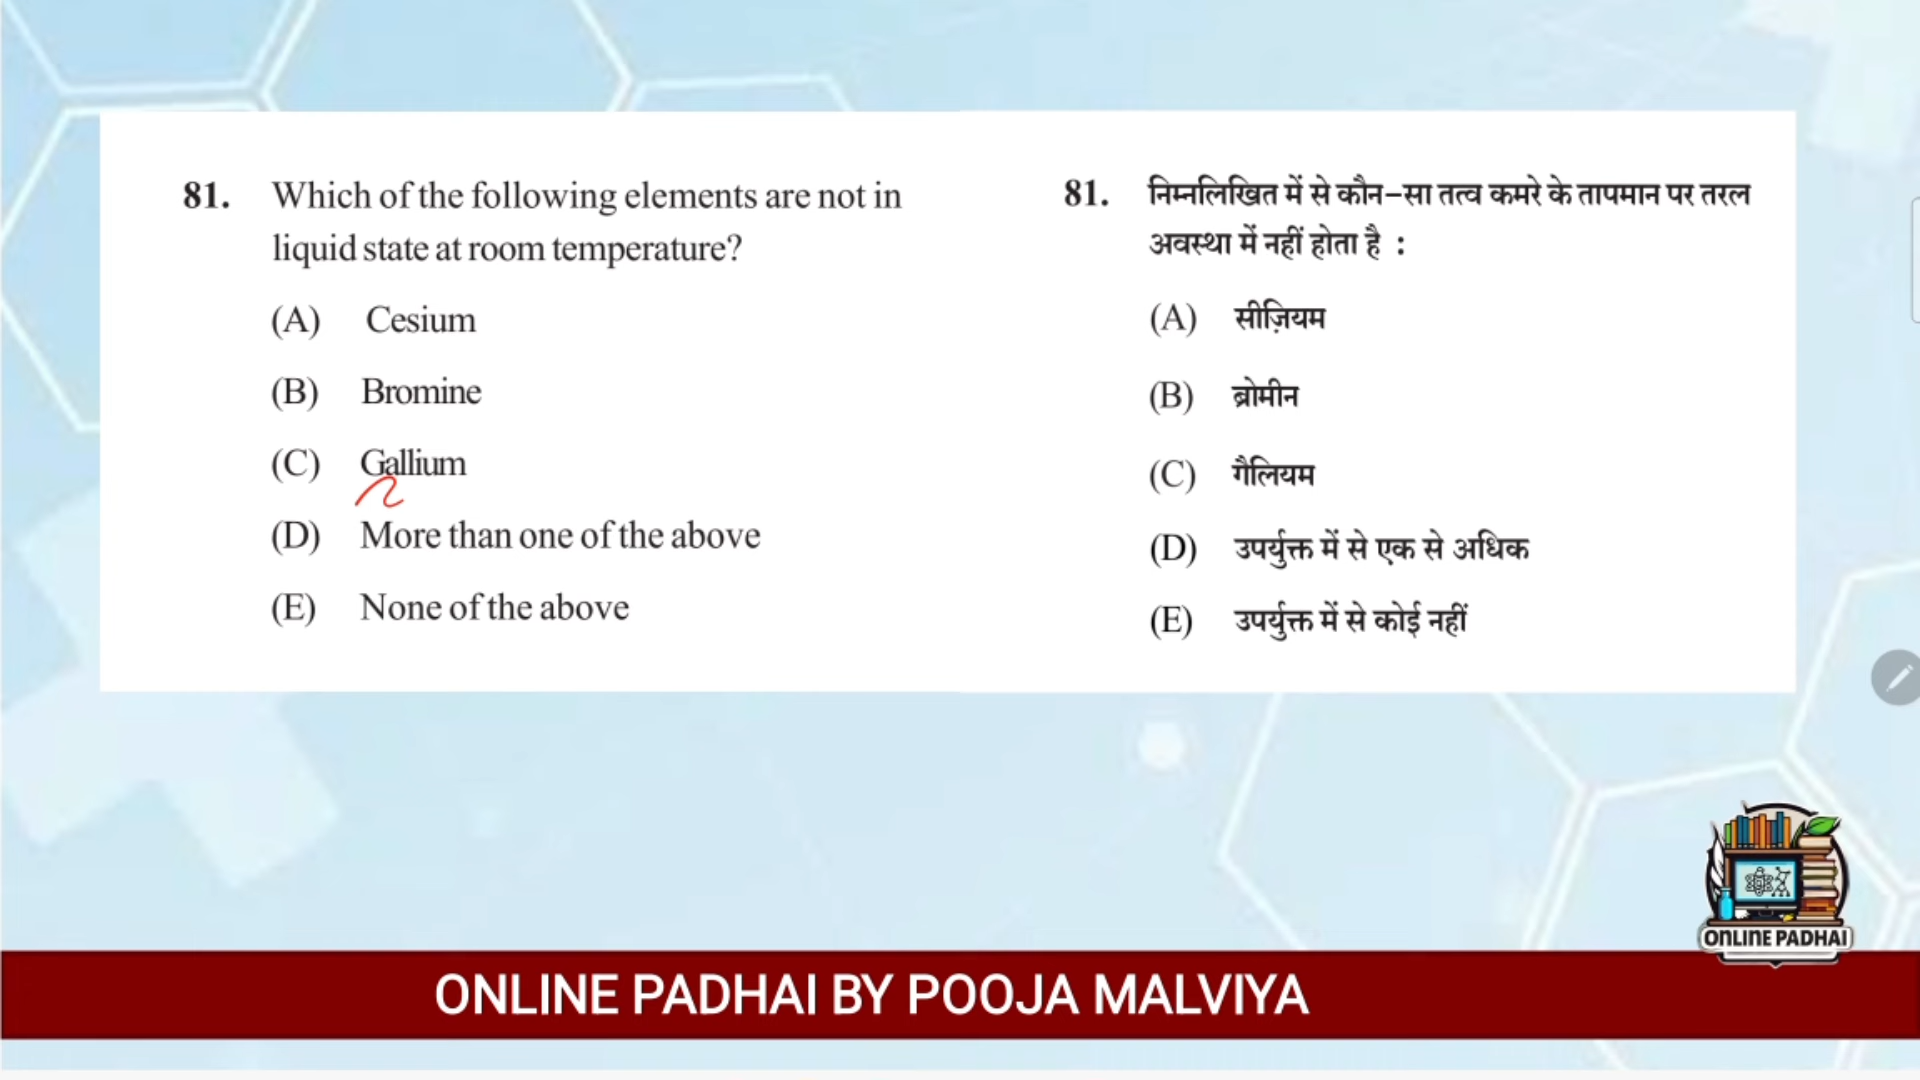 81. Which of the following elements are not in
liquid state at room temperature?
(A) Cesium
(B) Bromine
(C) Gallium
(D) More than one of the above
(E) None of the above
81. निम्नलिखित में से कौन-सा तत्व कमरे के तापमान पर तरल
अवस्था में नहीं होता है :
(A) सीज़ियम
(B) ब्रोमीन
(C) गैलियम
(D) उपर्युक्त में से एक से अधिक
(E) उपर्युक्त में से कोई नहीं
ONLINE PADHAI
ONLINE PADHAI BY POOJA MALVIYA